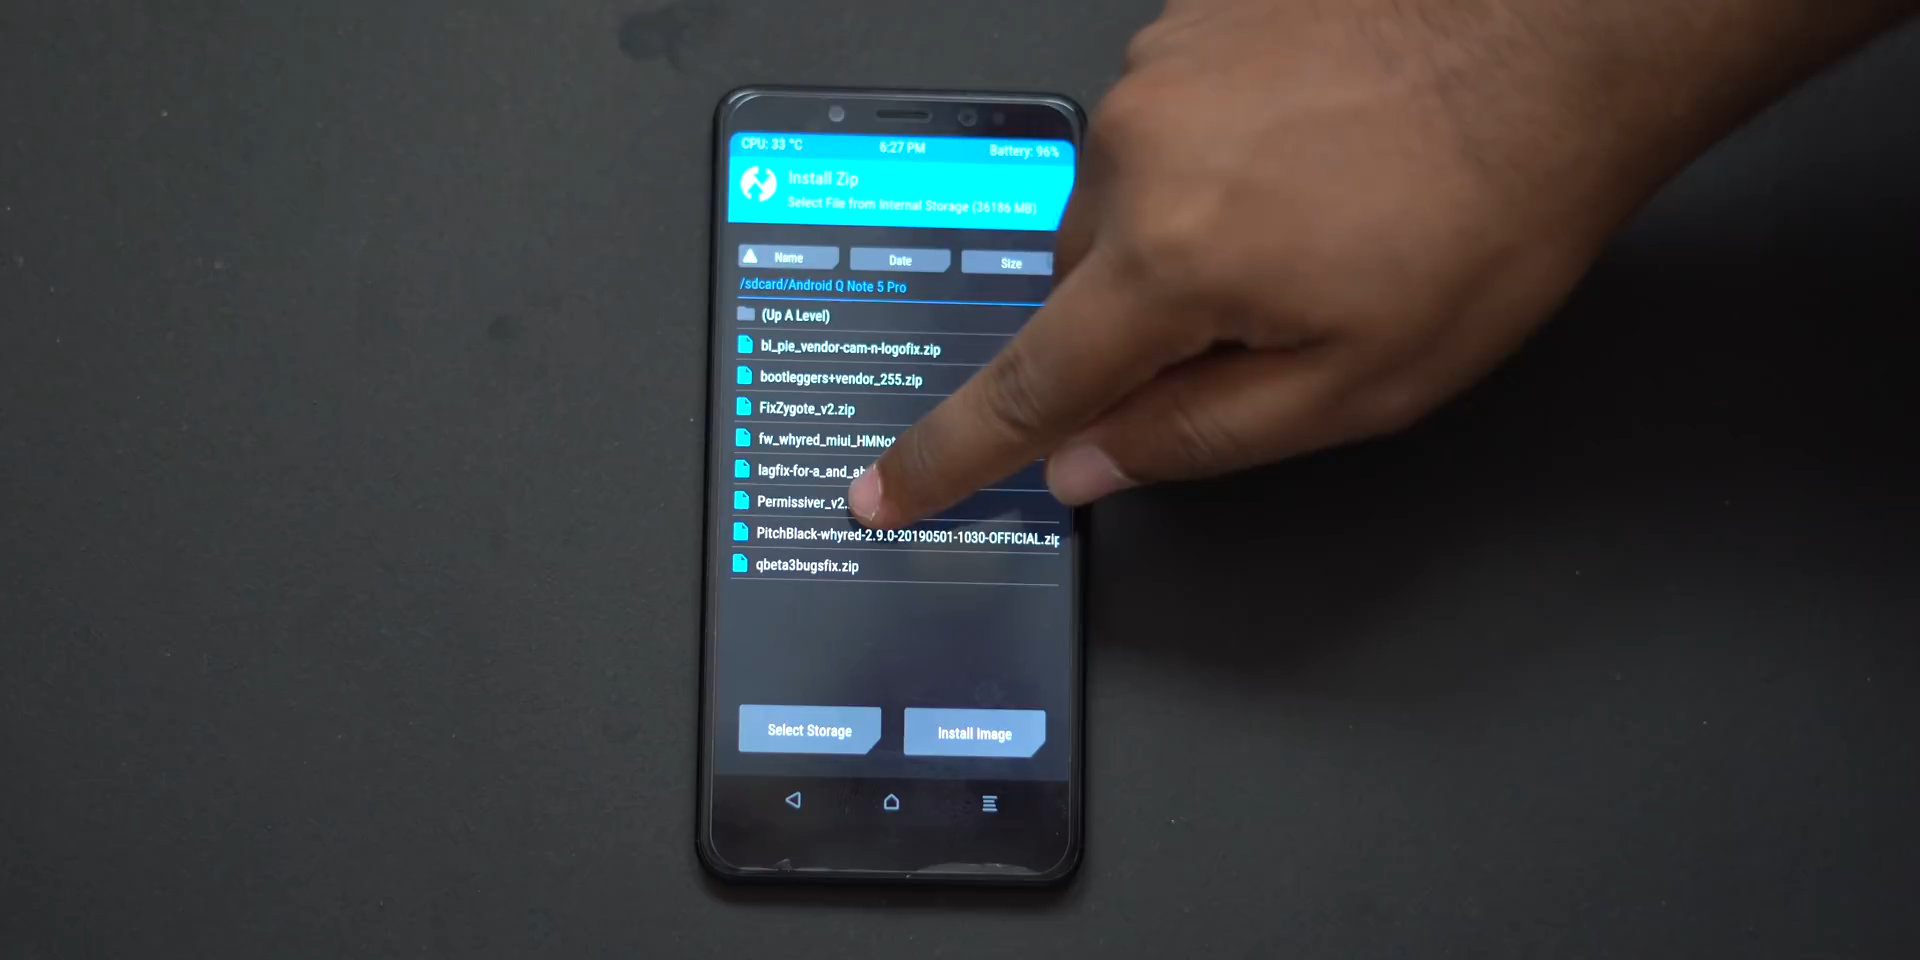 CPU: 33 °C 6:27 PM Battery: 96%
Install Zip
Select File from Internal Storage (36186 MB)
Name Date Size
/sdcard/Android Q Note 5 Pro
(Up A Level)
bl_pie_vendor-cam-n-logofix.zip
bootleggers+vendor_255.zip
FixZygote_v2.zip
fw_whyred_miui_HMNot
lagfix-for-a_and_ab
Permissiver_v2.
PitchBlack-whyred-2.9.0-20190501-1030-OFFICIAL.zip
qbeta3bugsfix.zip
Select Storage Install Image